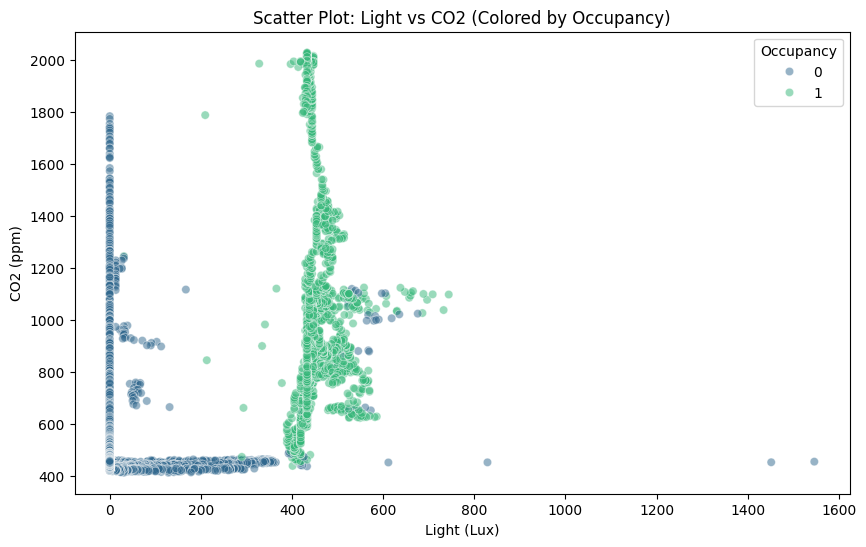 Scatter Plot: Light vs CO2 (Colored by Occupancy)
Occupancy
0
1
2000
1800
1600
1400
1200
1000
800
600
400
CO2 (ppm)
0 200 400 600 800 1000 1200 1400 1600
Light (Lux)